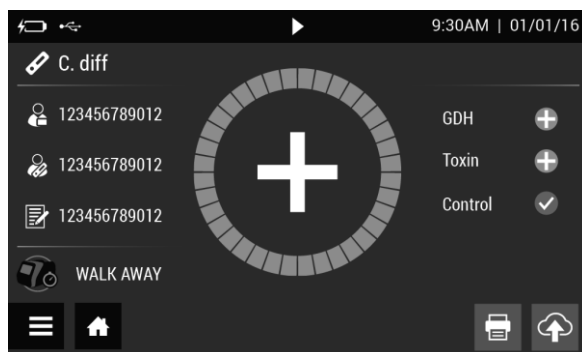 9:30AM | 01/01/16
C. diff
123456789012
123456789012
123456789012
WALK AWAY
GDH
Toxin
Control